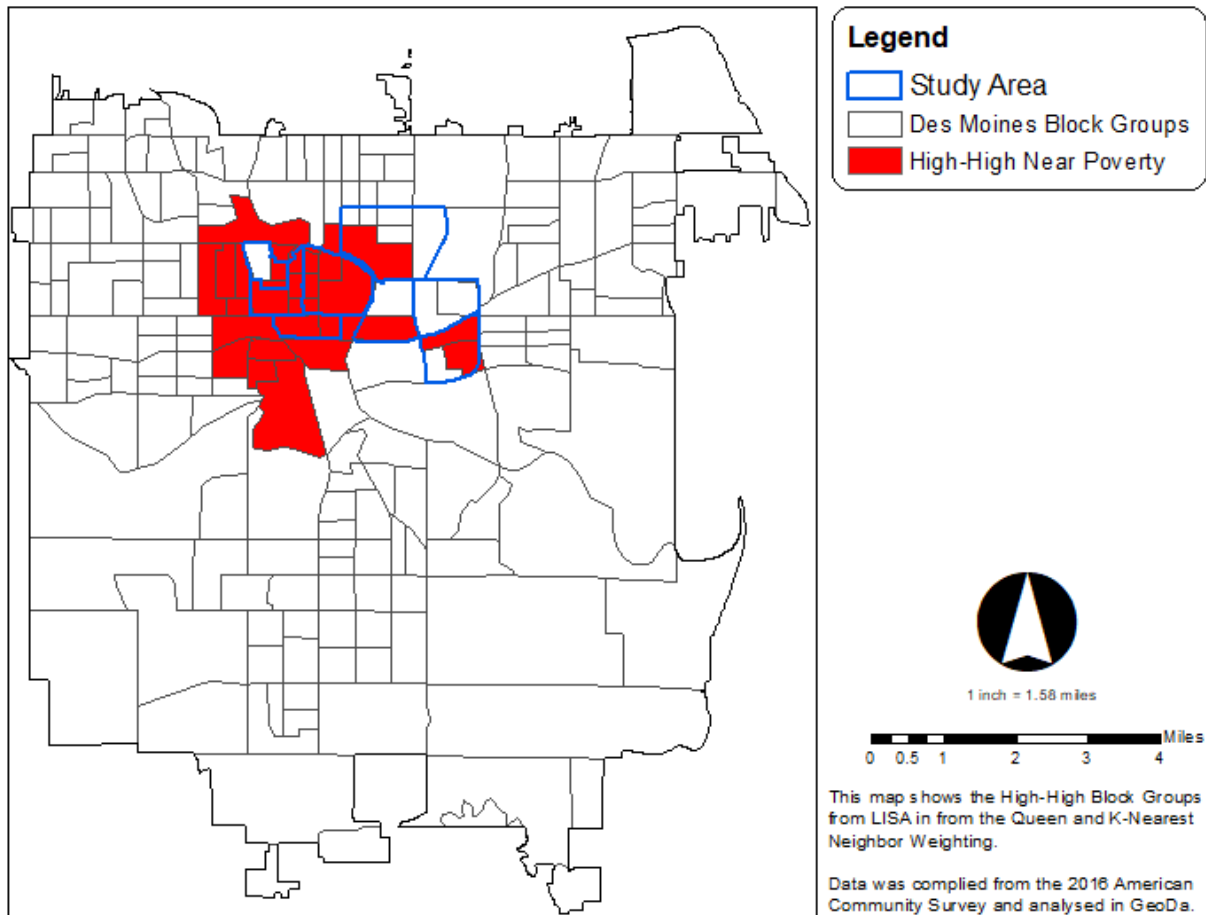 Legend
Study Area
Des Moines Block Groups
High-High Near Poverty
1 inch = 1.58 miles
Miles
0 0.5 1 2 3 4
This map shows the High-High Block Groups
from LISA in from the Queen and K-Nearest
Neighbor Weighting.
Data was complied from the 2016 American
Community Survey and analysed in GeoDa.